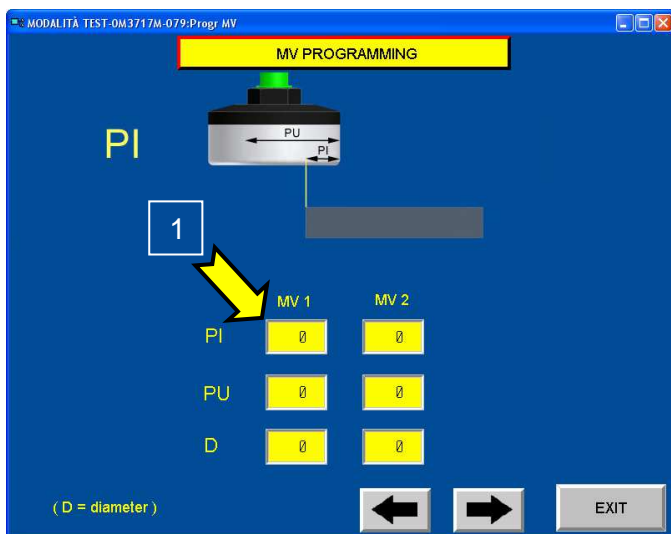 MODALITÀ TEST-0M3717M-079:Progr MV
MV PROGRAMMING
PI
PU
PI
1
MV 1 MV 2
PI 0 0
PU 0 0
D 0 0
( D = diameter )
EXIT